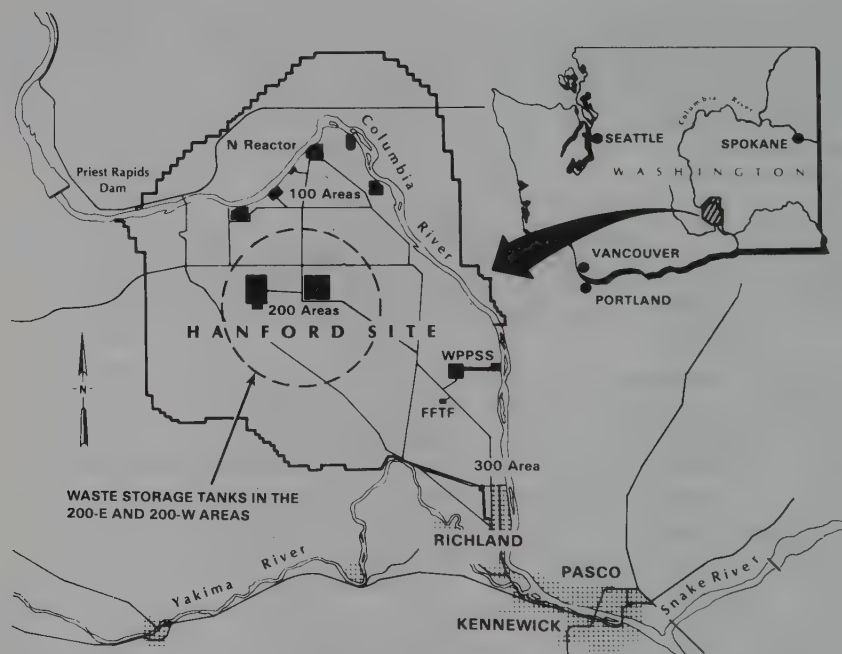 Priest Rapids
Dam
N Reactor
100 Areas
Columbia
River
200 Areas
HANFORD SITE
WPPSS
FFTF
-N-
300 Area
WASTE STORAGE TANKS IN THE
200-E AND 200-W AREAS
RICHLAND
PASCO
KENNEWICK
Yakima River
Snake River
Columbia River
SEATTLE
SPOKANE
WASHINGTON
VANCOUVER
PORTLAND